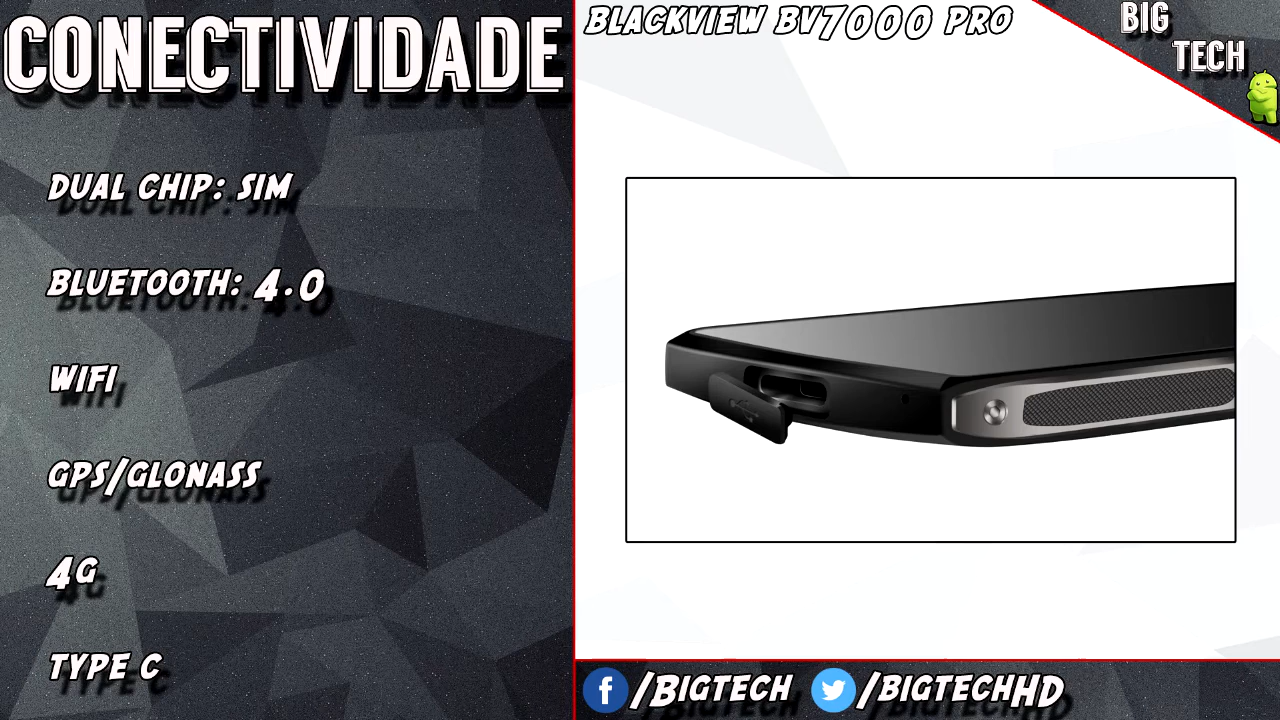 CONECTIVIDADE
DUAL CHIP: SIM
BLUETOOTH: 4.0
WIFI
GPS/GLONASS
4G
TYPE C
BLACKVIEW BV7000 PRO
BIG
TECH
/BIGTECH
/BIGTECHHD